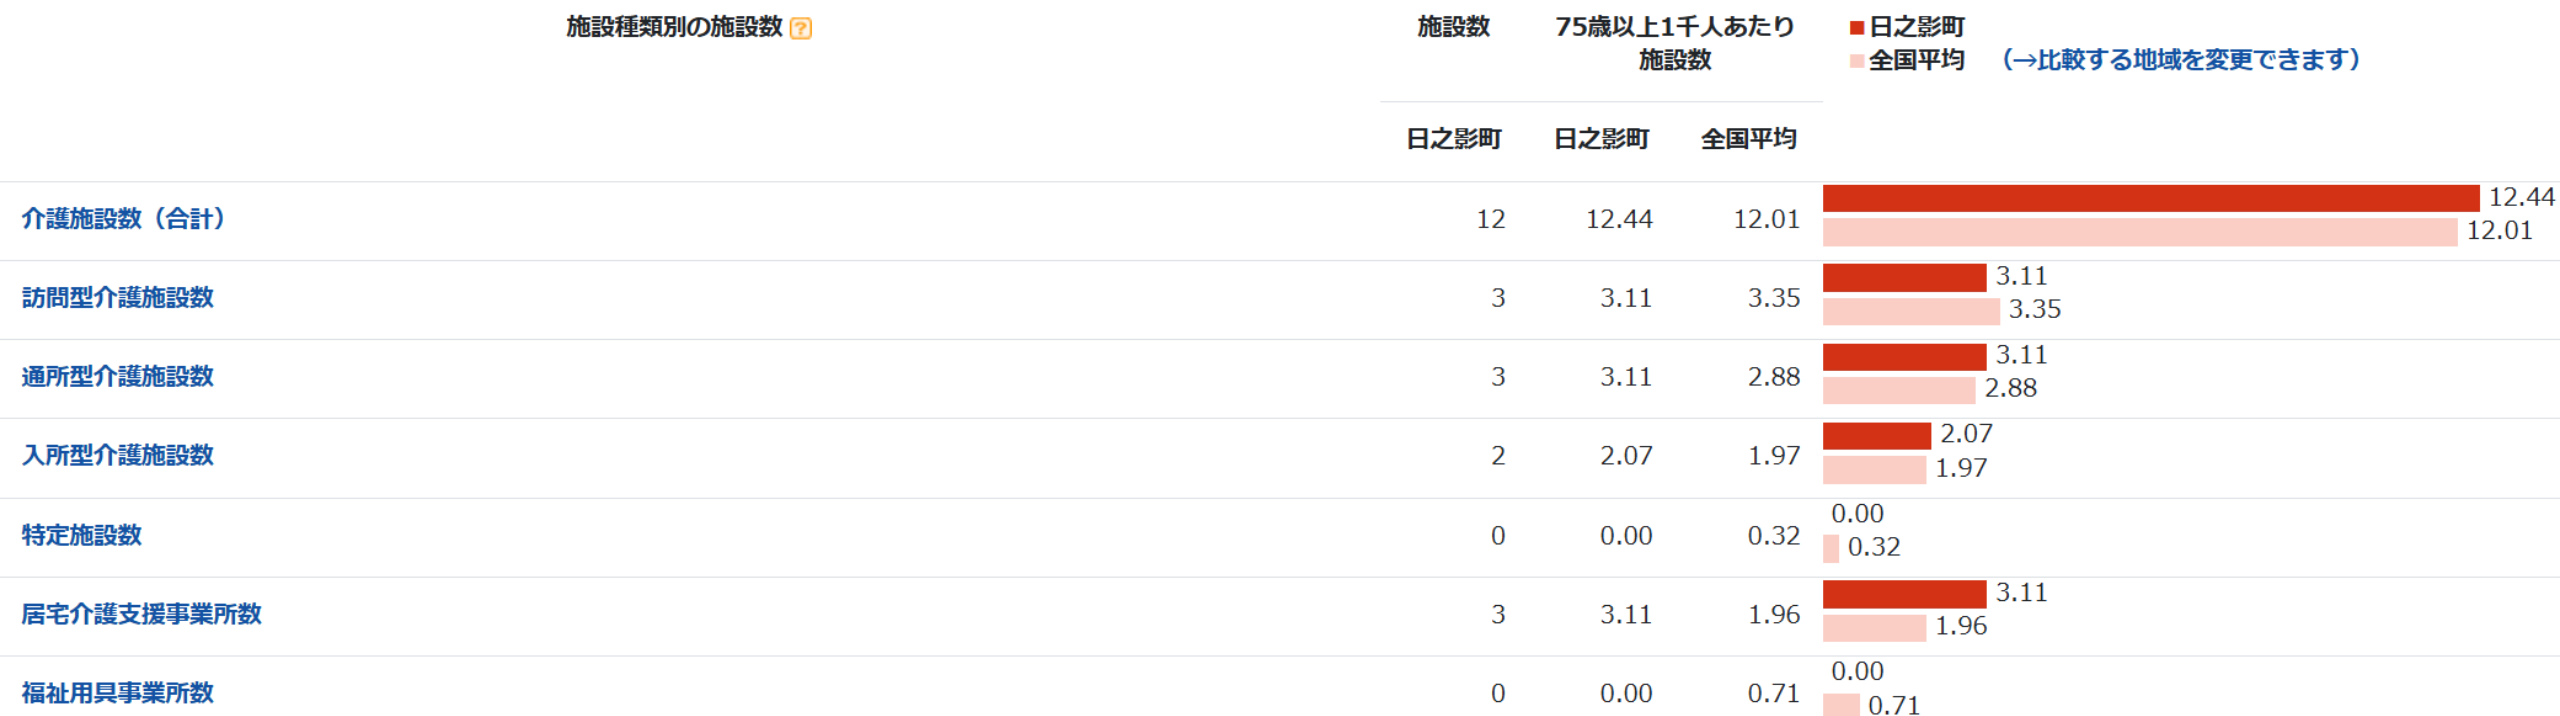 施設種類別の施設数 ?
施設数 75歳以上1千人あたり 施設数
■日之影町
■全国平均 （→比較する地域を変更できます）
日之影町 日之影町 全国平均
介護施設数（合計） 12 12.44 12.01 12.44 12.01
訪問型介護施設数 3 3.11 3.35 3.11 3.35
通所型介護施設数 3 3.11 2.88 3.11 2.88
入所型介護施設数 2 2.07 1.97 2.07 1.97
特定施設数 0 0.00 0.32 0.00 0.32
居宅介護支援事業所数 3 3.11 1.96 3.11 1.96
福祉用具事業所数 0 0.00 0.71 0.00 0.71